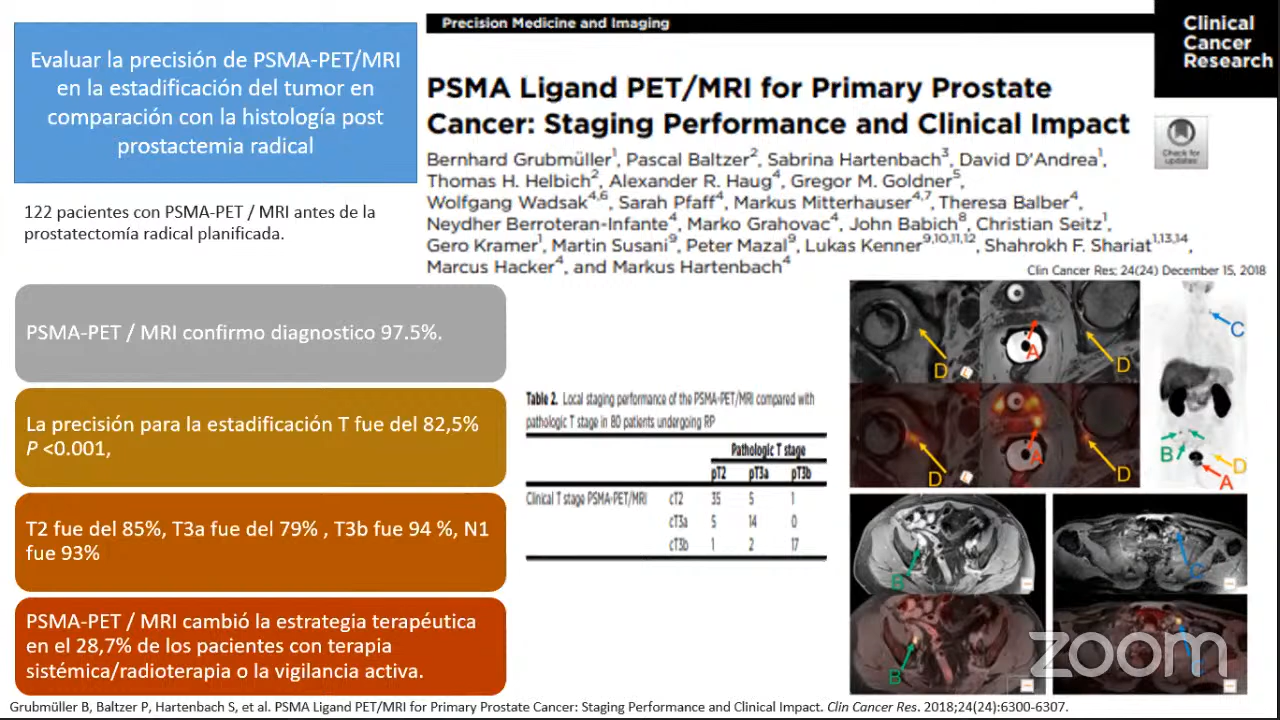 Evaluar la precisión de PSMA-PET/MRI
en la estadificación del tumor en
comparación con la histología post
prostactemia radical
122 pacientes con PSMA-PET / MRI antes de la
prostatectomía radical planificada.
PSMA-PET / MRI confirmo diagnostico 97.5%.
La precisión para la estadificación T fue del 82,5%
P <0.001,
T2 fue del 85%, T3a fue del 79% , T3b fue 94 %, N1
fue 93%
PSMA-PET / MRI cambió la estrategia terapéutica
en el 28,7% de los pacientes con terapia
sistémica/radioterapia o la vigilancia activa.
Precision Medicine and Imaging
Clinical
Cancer
Research
PSMA Ligand PET/MRI for Primary Prostate
Cancer: Staging Performance and Clinical Impact
Check for
updates
Bernhard Grubmüller1, Pascal Baltzer2, Sabrina Hartenbach3, David D'Andrea1,
Thomas H. Helbich2, Alexander R. Haug4, Gregor M. Goldner5,
Wolfgang Wadsak4,6, Sarah Pfaff4, Markus Mitterhauser4,7, Theresa Balber4,
Neydher Berroteran-Infante4, Marko Grahovac4, John Babich8, Christian Seitz1,
Gero Kramer1, Martin Susani9, Peter Mazal9, Lukas Kenner9,10,11,12, Shahrokh F. Shariat1,13,14,
Marcus Hacker4, and Markus Hartenbach4
Clin Cancer Res; 24(24) December 15, 2018
Table 2. Local staging performance of the PSMA-PET/MRI compared with
pathologic T stage in 80 patients undergoing RP
Pathologic T stage
pT2 pT3a pT3b
Clinical T stage PSMA-PET/MRI cT2 35 5 1
cT3a 5 14 0
cT3b 1 2 17
D A D C
D A D B D A
B C
B C
zoom
Grubmüller B, Baltzer P, Hartenbach S, et al. PSMA Ligand PET/MRI for Primary Prostate Cancer: Staging Performance and Clinical Impact. Clin Cancer Res. 2018;24(24):6300-6307.